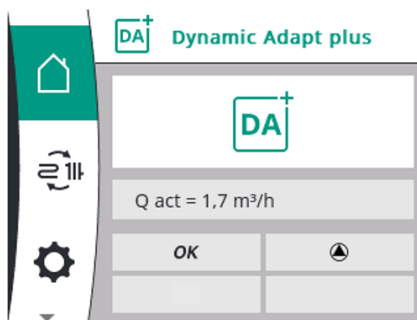 DA+ Dynamic Adapt plus
DA+
Q act = 1,7 m³/h
OK